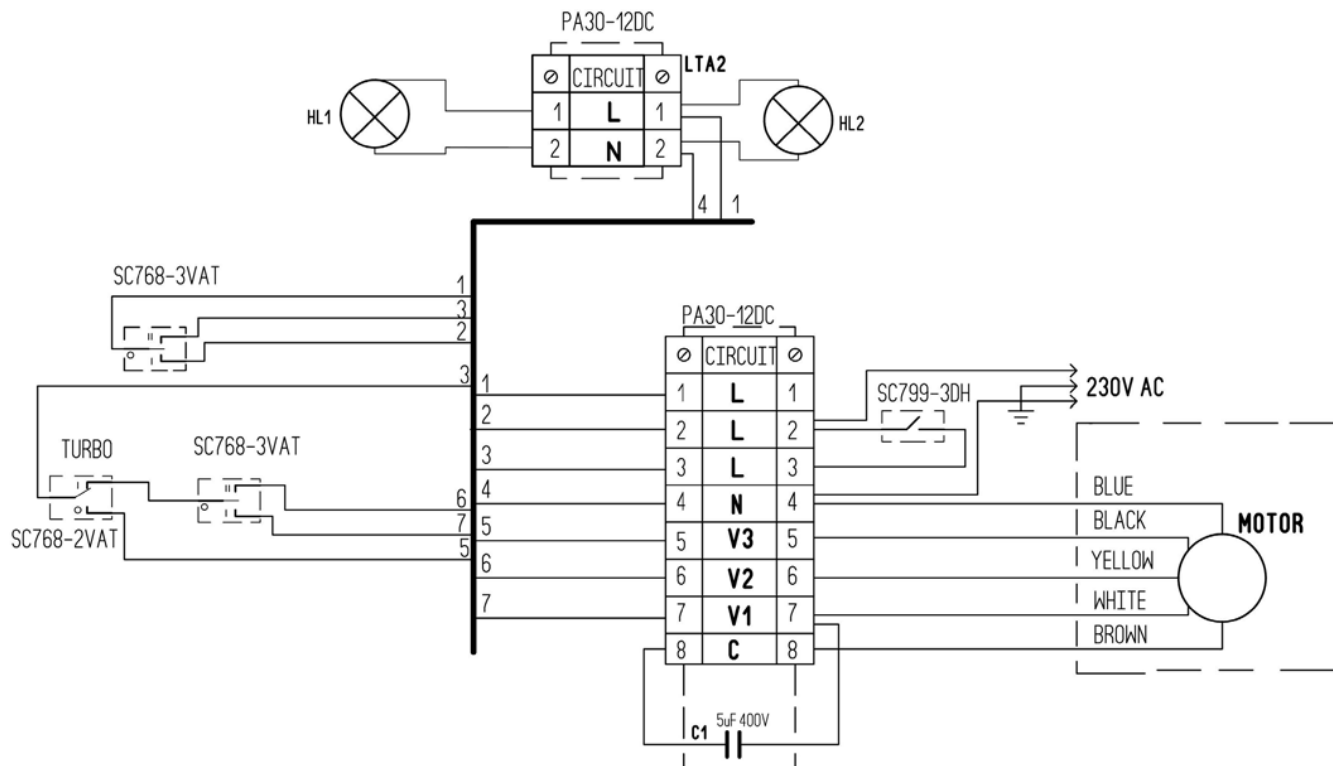 PA30-12DC
LTA2
CIRCUIT
1 L 1
2 N 2
HL1
HL2
4 1
SC768-3VAT
1
3
2
II
I
3
PA30-12DC
CIRCUIT
1 1 L 1
2 2 L 2
3 3 L 3
4 4 N 4
5 5 V3 5
6 6 V2 6
7 7 V1 7
8 C 8
SC799-3DH
230V AC
TURBO
I
SC768-2VAT
SC768-3VAT
II
I
6
7
5
BLUE
BLACK
YELLOW
WHITE
BROWN
MOTOR
C1 5uF 400V